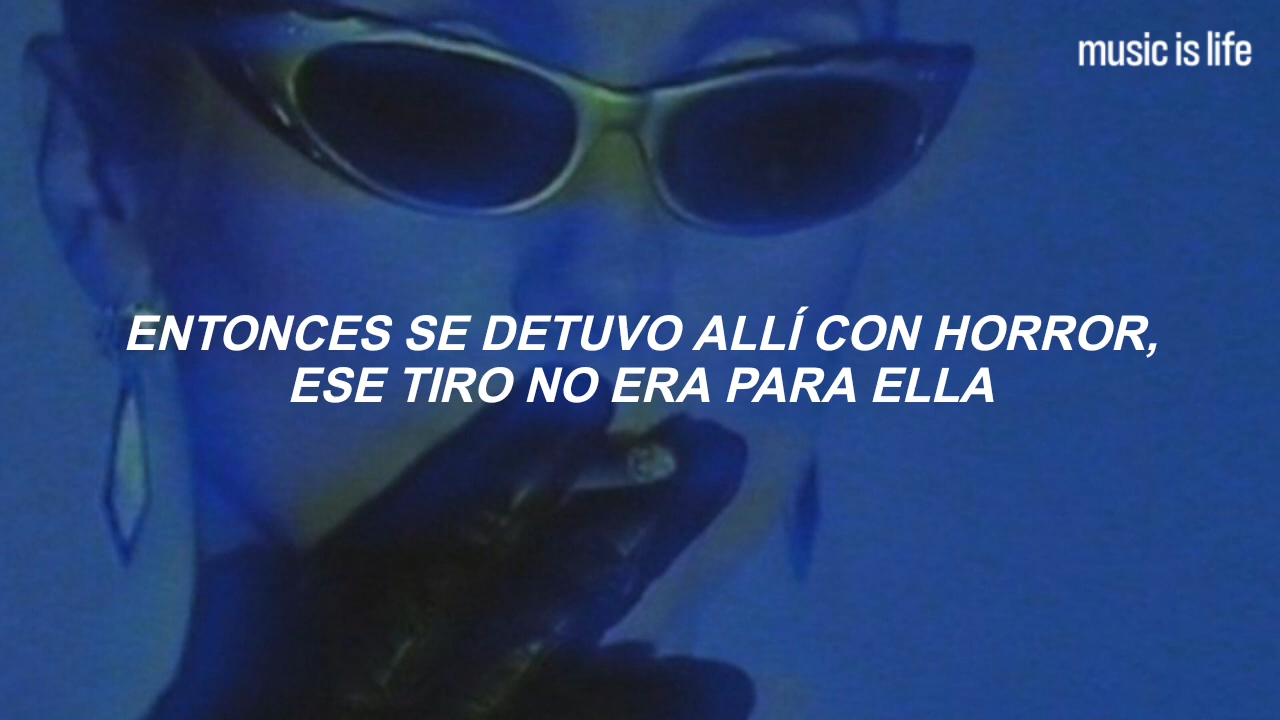 music is life
ENTONCES SE DETUVO ALLÍ CON HORROR,
ESE TIRO NO ERA PARA ELLA